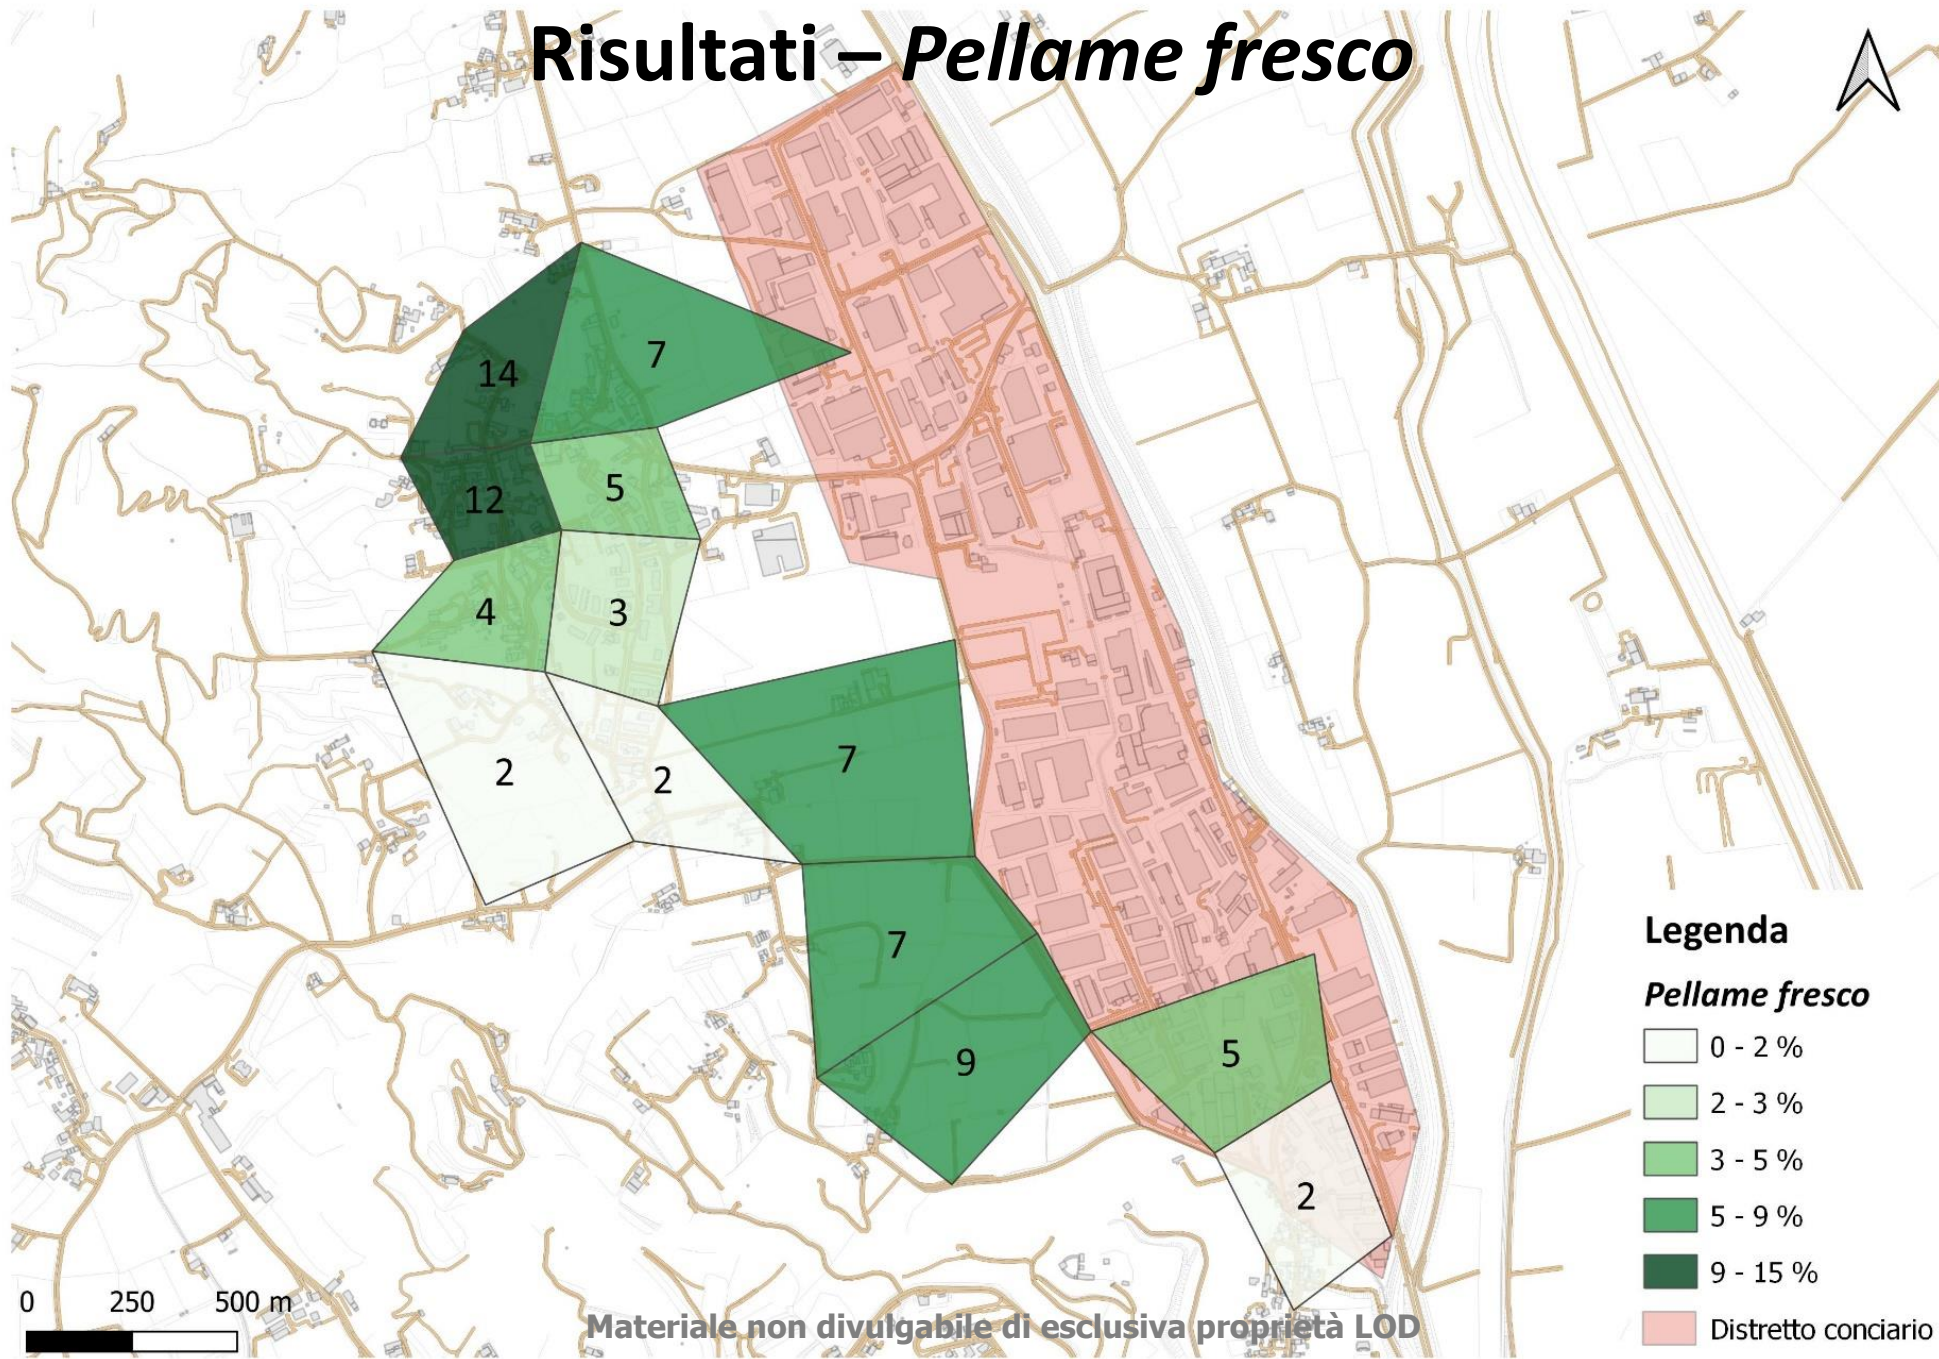 Risultati – Pellame fresco
14
7
12
5
4
3
2
2
7
7
9
5
2
Legenda
Pellame fresco
0 - 2 %
2 - 3 %
3 - 5 %
5 - 9 %
9 - 15 %
Distretto conciario
0 250 500 m
Materiale non divulgabile di esclusiva proprietà LOD